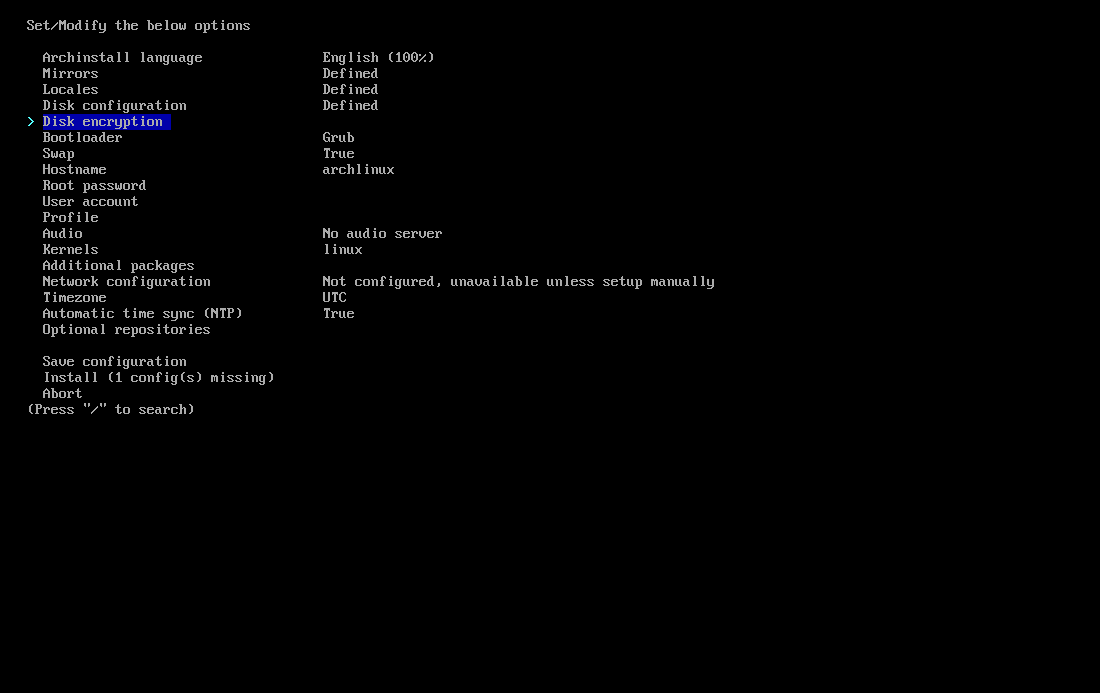 Set/Modify the below options
Archinstall language English (100%)
Mirrors Defined
Locales Defined
Disk configuration Defined
> Disk encryption
Bootloader Grub
Swap True
Hostname archlinux
Root password
User account
Profile
Audio No audio server
Kernels linux
Additional packages
Network configuration Not configured, unavailable unless setup manually
Timezone UTC
Automatic time sync (NTP) True
Optional repositories
Save configuration
Install (1 config(s) missing)
Abort
(Press "/" to search)